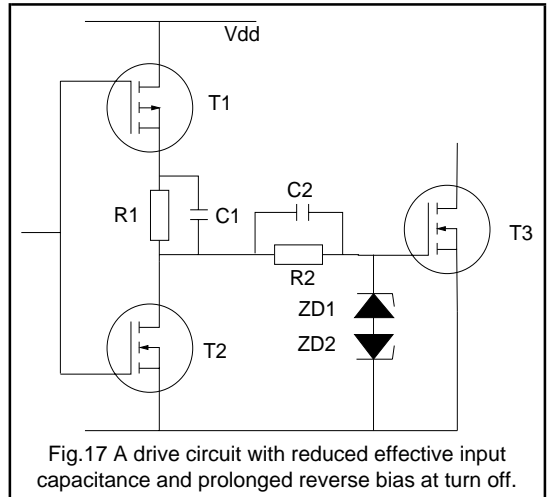 Vdd
T1
R1
C1
C2
R2
T3
ZD1
ZD2
T2
Fig.17 A drive circuit with reduced effective input
capacitance and prolonged reverse bias at turn off.